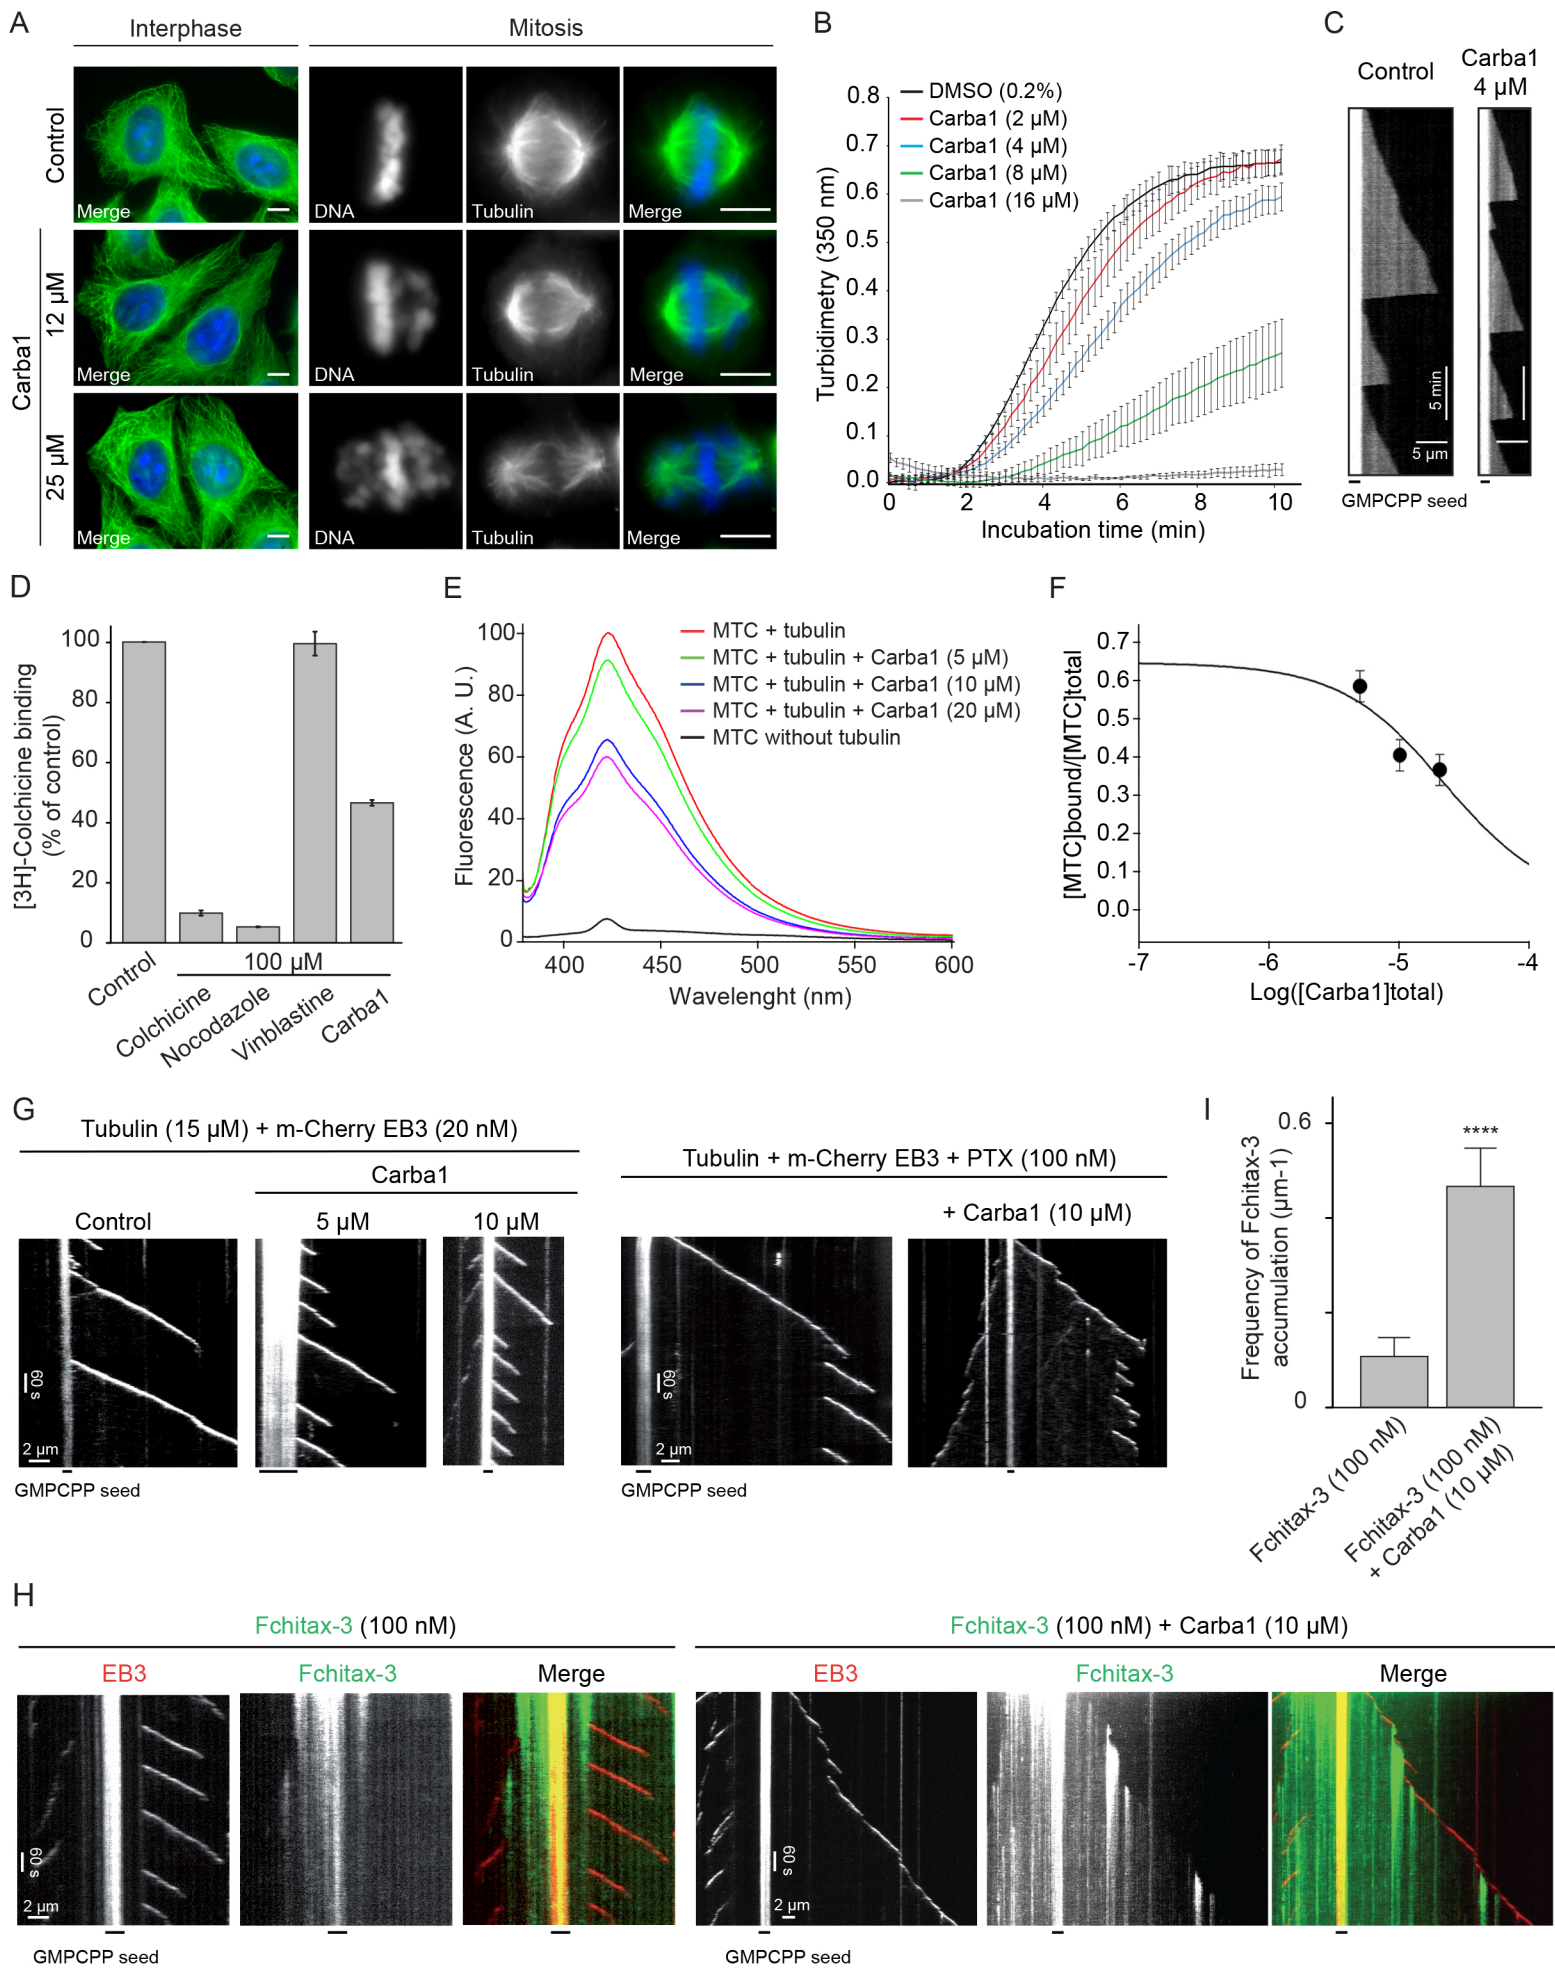 A
Interphase
Mitosis
Control
Merge
DNA
Tubulin
Merge
Carba1
12 µM
Merge
DNA
Tubulin
Merge
25 µM
Merge
DNA
Tubulin
Merge
B
Turbidimetry (350 nm)
0.8
0.7
0.6
0.5
0.4
0.3
0.2
0.1
0.0
DMSO (0.2%)
Carba1 (2 µM)
Carba1 (4 µM)
Carba1 (8 µM)
Carba1 (16 µM)
0 2 4 6 8 10
Incubation time (min)
C
Control
Carba1
4 µM
5 min
5 µm
GMPCPP seed
D
[3H]-Colchicine binding
(% of control)
100
80
60
40
20
0
Control
100 µM
Colchicine
Nocodazole
Vinblastine
Carba1
E
Fluorescence (A. U.)
100
80
60
40
20
0
MTC + tubulin
MTC + tubulin + Carba1 (5 µM)
MTC + tubulin + Carba1 (10 µM)
MTC + tubulin + Carba1 (20 µM)
MTC without tubulin
400 450 500 550 600
Wavelenght (nm)
F
[MTC]bound/[MTC]total
0.7
0.6
0.5
0.4
0.3
0.2
0.1
0.0
-7 -6 -5 -4
Log([Carba1]total)
G
Tubulin (15 µM) + m-Cherry EB3 (20 nM)
Carba1
Control
5 µM
10 µM
60 s
2 µm
GMPCPP seed
Tubulin + m-Cherry EB3 + PTX (100 nM)
+ Carba1 (10 µM)
60 s
2 µm
GMPCPP seed
I
Frequency of Fchitax-3
accumulation (µm-1)
0.6
0
****
Fchitax-3 (100 nM)
Fchitax-3 (100 nM)
+ Carba1 (10 µM)
H
Fchitax-3 (100 nM)
EB3
Fchitax-3
Merge
60 s
2 µm
GMPCPP seed
Fchitax-3 (100 nM) + Carba1 (10 µM)
EB3
Fchitax-3
Merge
60 s
2 µm
GMPCPP seed